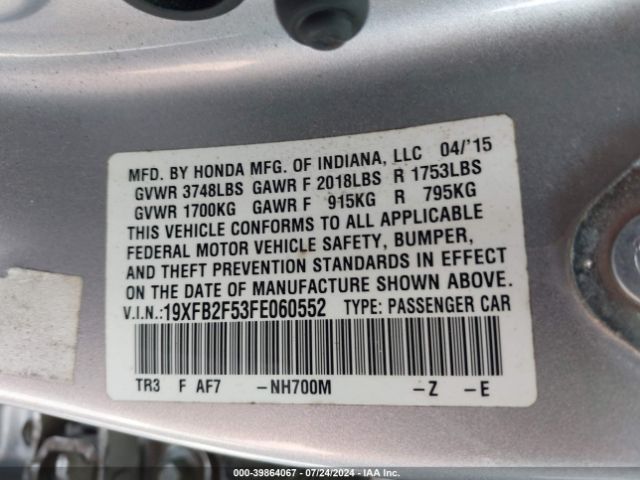 MFD. BY HONDA MFG. OF INDIANA, LLC 04/'15
GVWR 3748LBS GAWR F 2018LBS R 1753LBS
GVWR 1700KG GAWR F 915KG R 795KG
THIS VEHICLE CONFORMS TO ALL APPLICABLE
FEDERAL MOTOR VEHICLE SAFETY, BUMPER,
AND THEFT PREVENTION STANDARDS IN EFFECT
ON THE DATE OF MANUFACTURE SHOWN ABOVE.
V.I.N.:19XFB2F53FE060552 TYPE: PASSENGER CAR
TR3 F AF7 -NH700M -Z -E
000-39864067 - 07/24/2024 - IAA Inc.